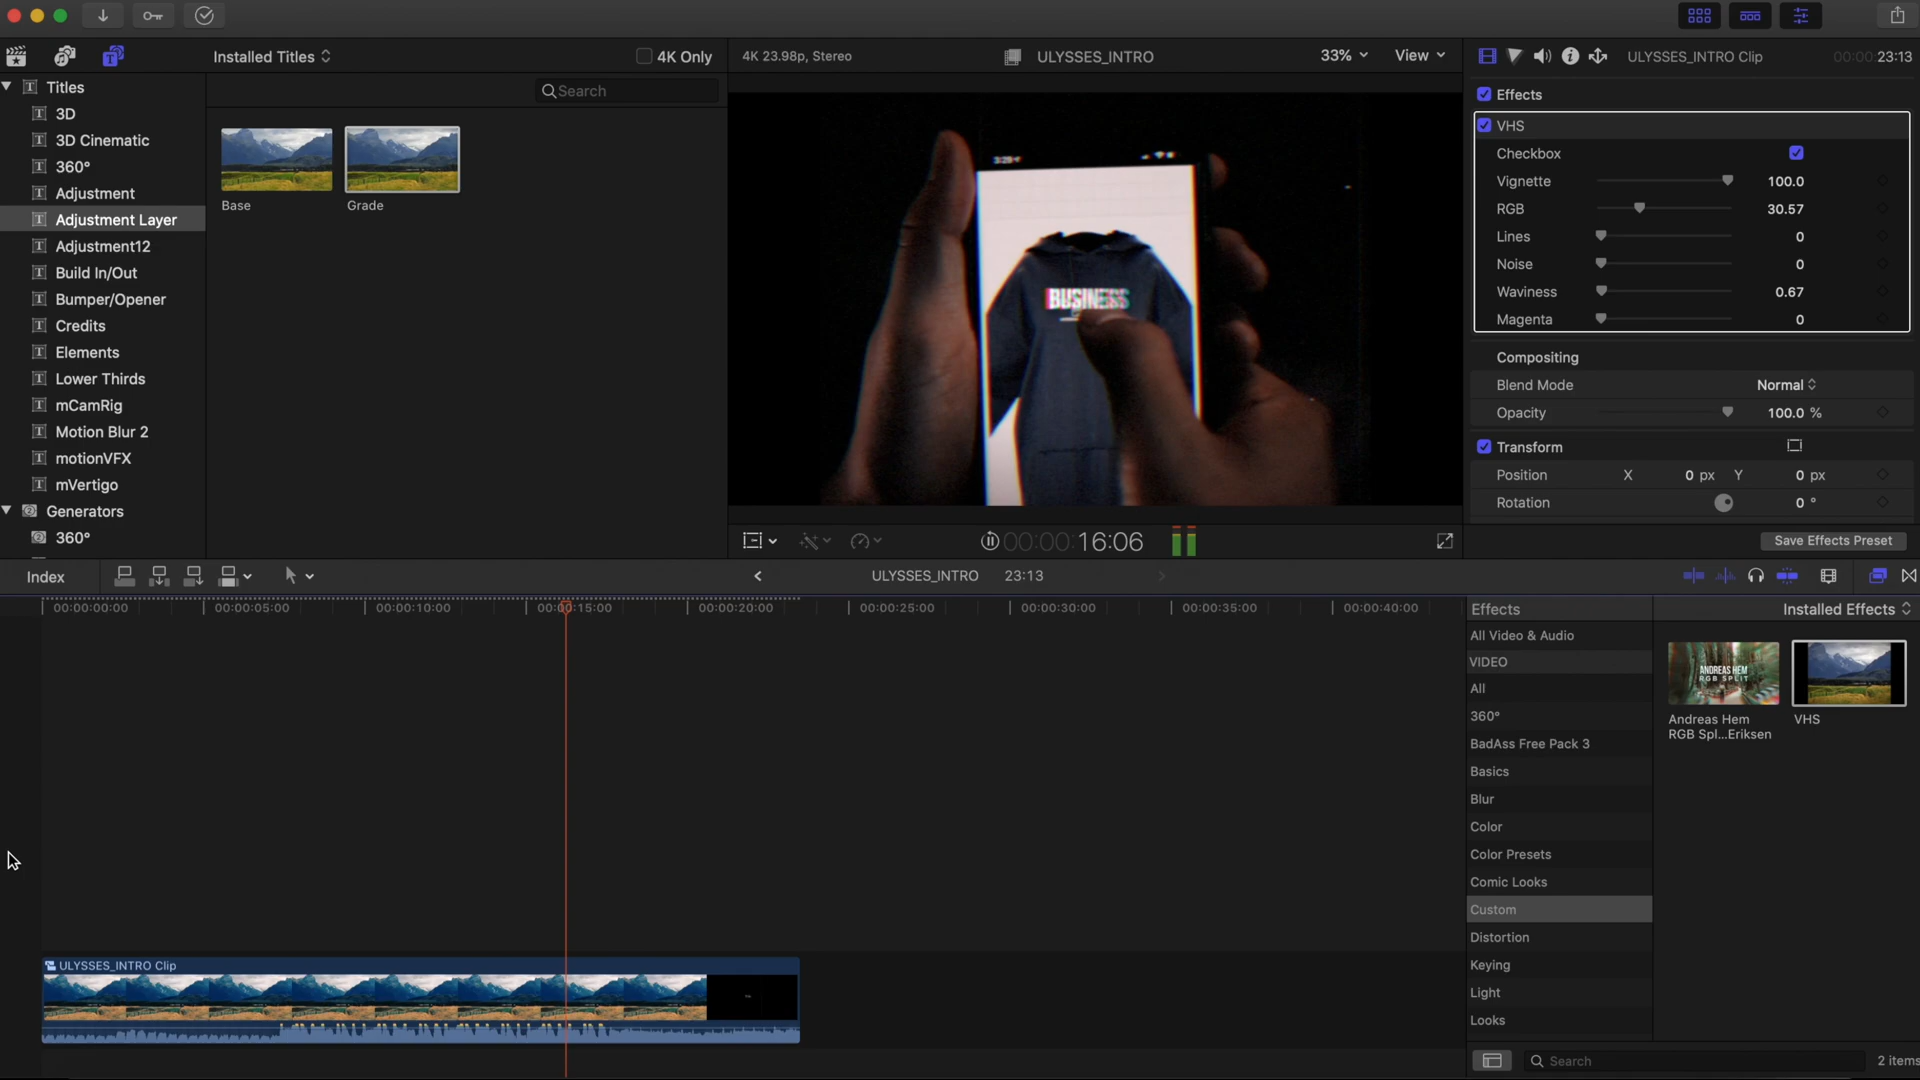 Installed Titles
4K Only
4K 23.98p, Stereo
ULYSSES_INTRO
33%
View
ULYSSES_INTRO Clip
00:00:23:13
Titles
3D
3D Cinematic
360°
Adjustment
Adjustment Layer
Adjustment12
Build In/Out
Bumper/Opener
Credits
Elements
Lower Thirds
mCamRig
Motion Blur 2
motionVFX
mVertigo
Generators
360°
Search
Base
Grade
3:29
BUSINESS
Effects
VHS
Checkbox
Vignette 100.0
RGB 30.57
Lines 0
Noise 0
Waviness 0.67
Magenta 0
Compositing
Blend Mode Normal
Opacity 100.0 %
Transform
Position X 0 px Y 0 px
Rotation 0 °
Save Effects Preset
00:00:16:06
Index
ULYSSES_INTRO 23:13
00:00:00:00
00:00:05:00
00:00:10:00
00:00:15:00
00:00:20:00
00:00:25:00
00:00:30:00
00:00:35:00
00:00:40:00
ULYSSES_INTRO Clip
Effects
Installed Effects
All Video & Audio
VIDEO
All
360°
BadAss Free Pack 3
Basics
Blur
Color
Color Presets
Comic Looks
Custom
Distortion
Keying
Light
Looks
ANDREAS HEM
RGB SPLIT
Andreas Hem
RGB Spl...Eriksen
VHS
Search
2 items